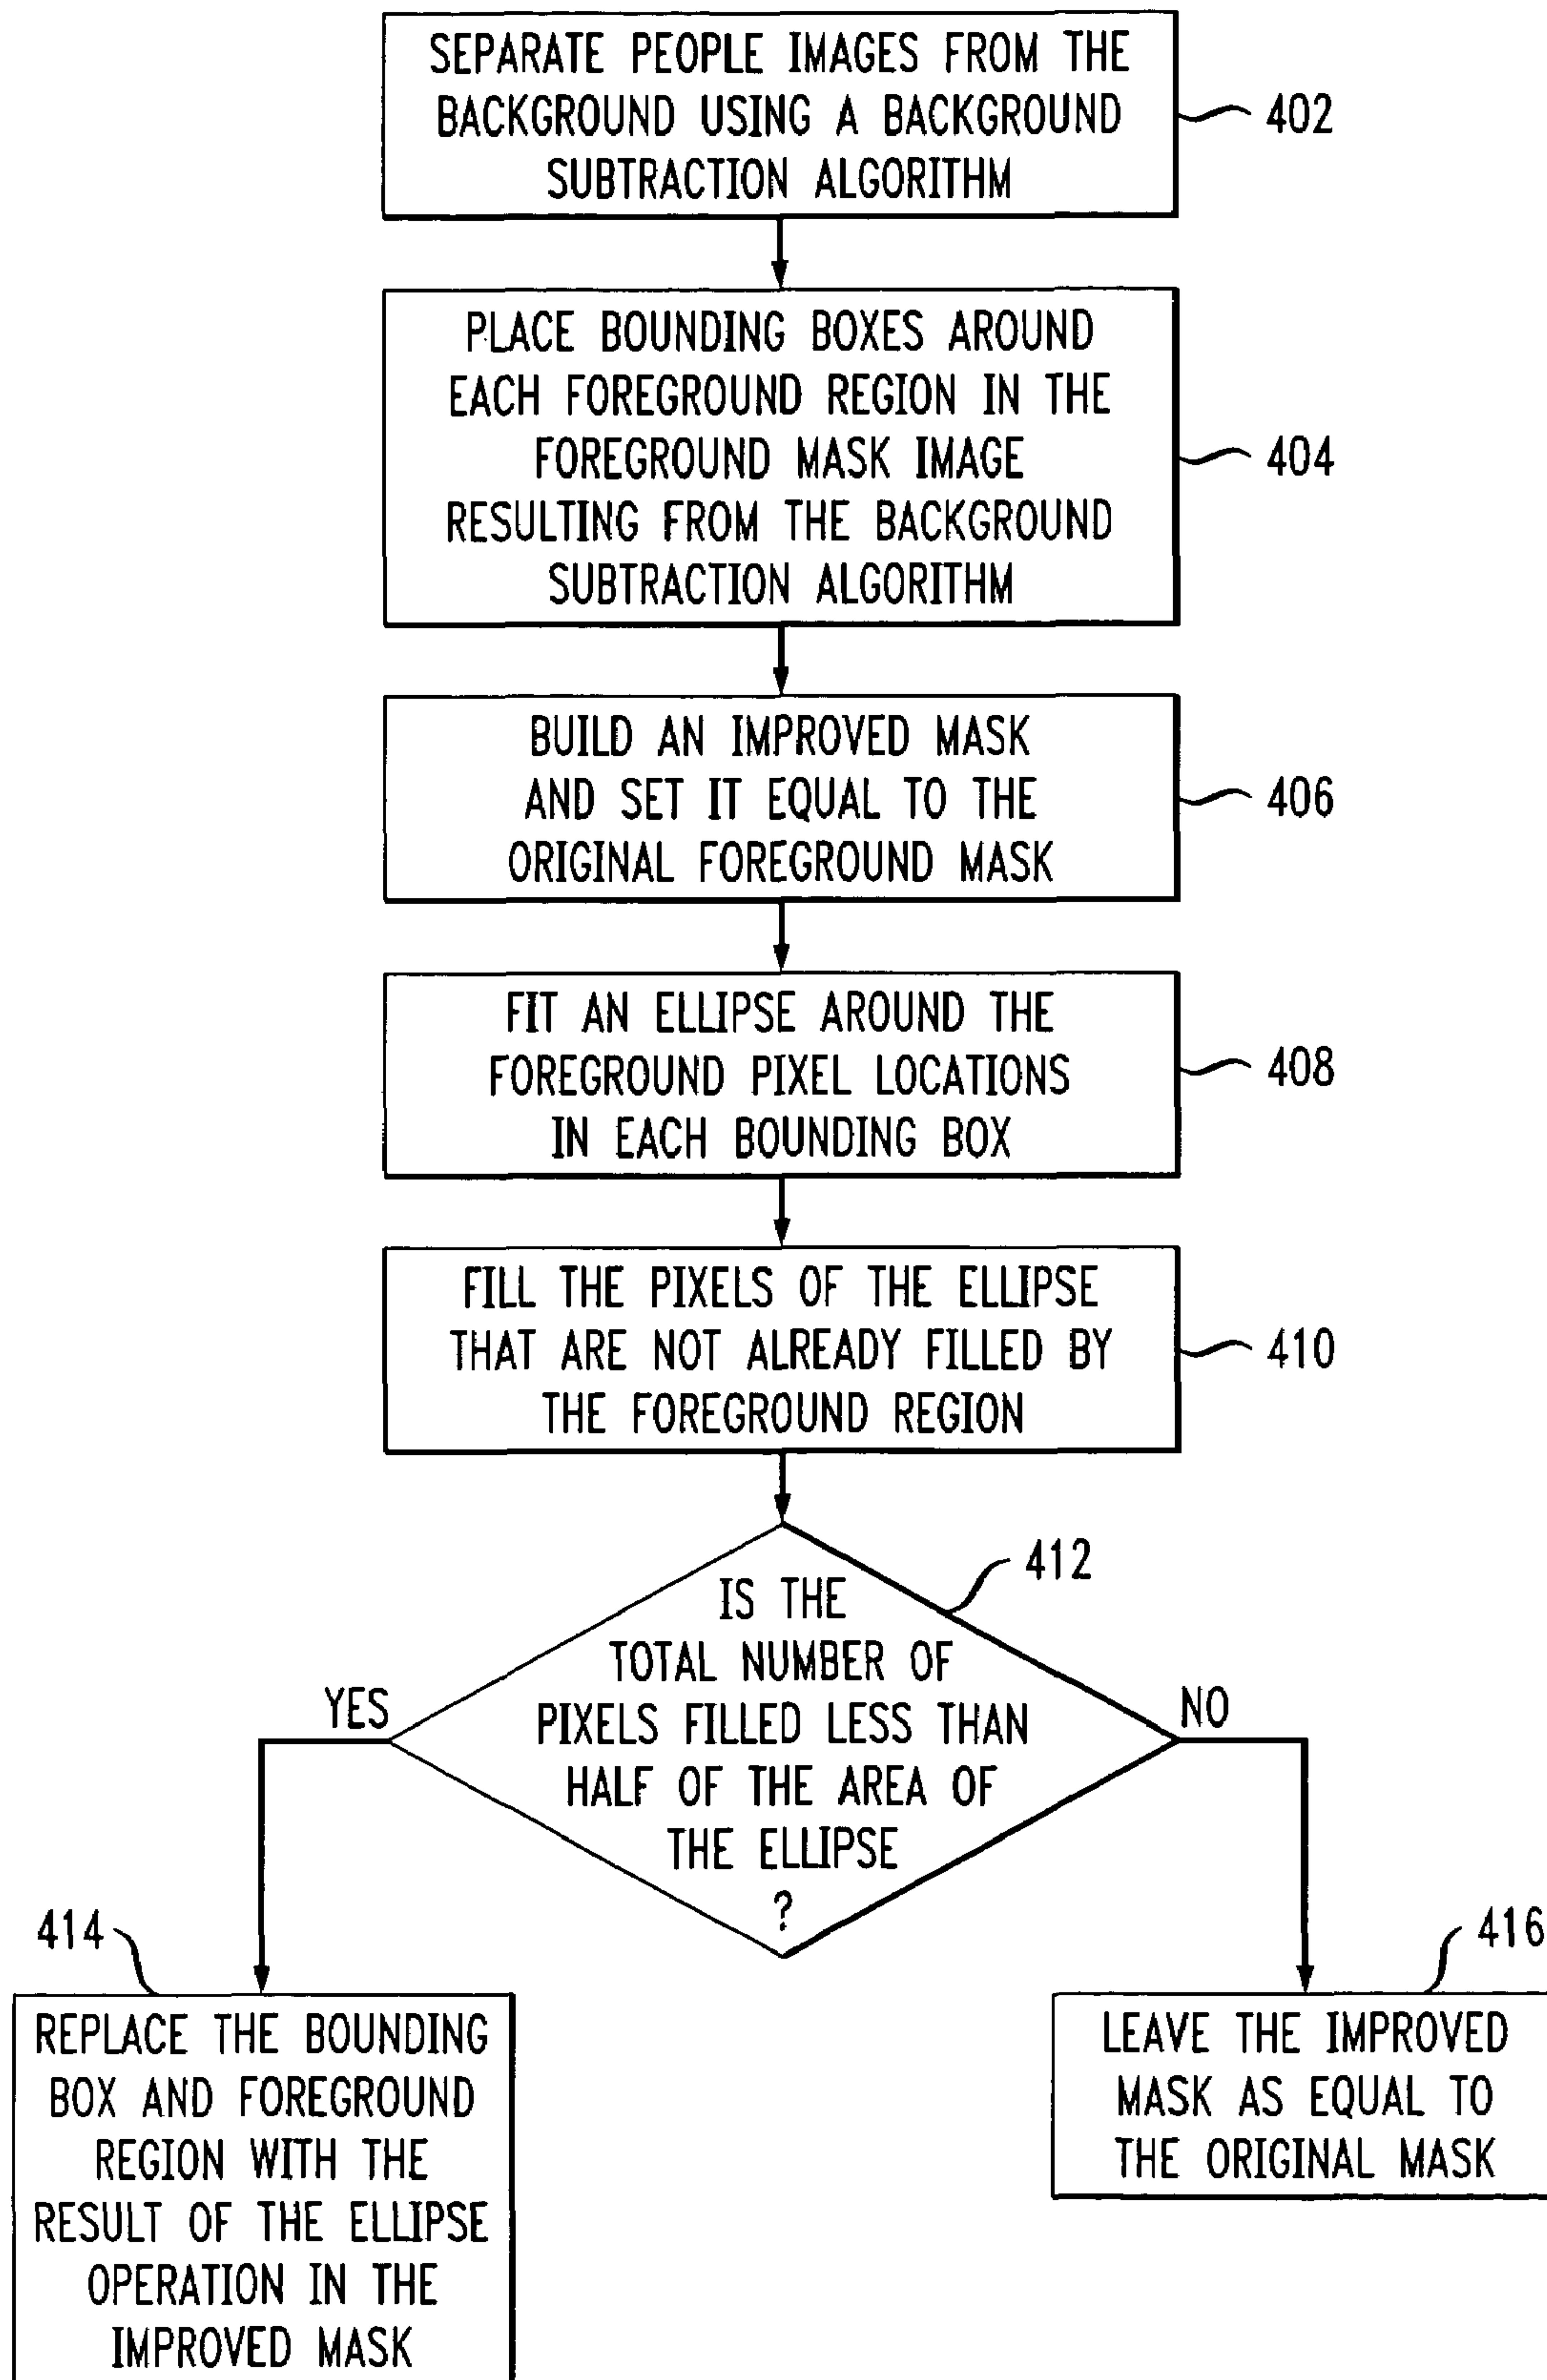 SEPARATE PEOPLE IMAGES FROM THE
BACKGROUND USING A BACKGROUND
SUBTRACTION ALGORITHM
402
PLACE BOUNDING BOXES AROUND
EACH FOREGROUND REGION IN THE
FOREGROUND MASK IMAGE
RESULTING FROM THE BACKGROUND
SUBTRACTION ALGORITHM
404
BUILD AN IMPROVED MASK
AND SET IT EQUAL TO THE
ORIGINAL FOREGROUND MASK
406
FIT AN ELLIPSE AROUND THE
FOREGROUND PIXEL LOCATIONS
IN EACH BOUNDING BOX
408
FILL THE PIXELS OF THE ELLIPSE
THAT ARE NOT ALREADY FILLED BY
THE FOREGROUND REGION
410
412
IS THE
TOTAL NUMBER OF
PIXELS FILLED LESS THAN
HALF OF THE AREA OF
THE ELLIPSE
?
YES
NO
414
REPLACE THE BOUNDING
BOX AND FOREGROUND
REGION WITH THE
RESULT OF THE ELLIPSE
OPERATION IN THE
IMPROVED MASK
416
LEAVE THE IMPROVED
MASK AS EQUAL TO
THE ORIGINAL MASK